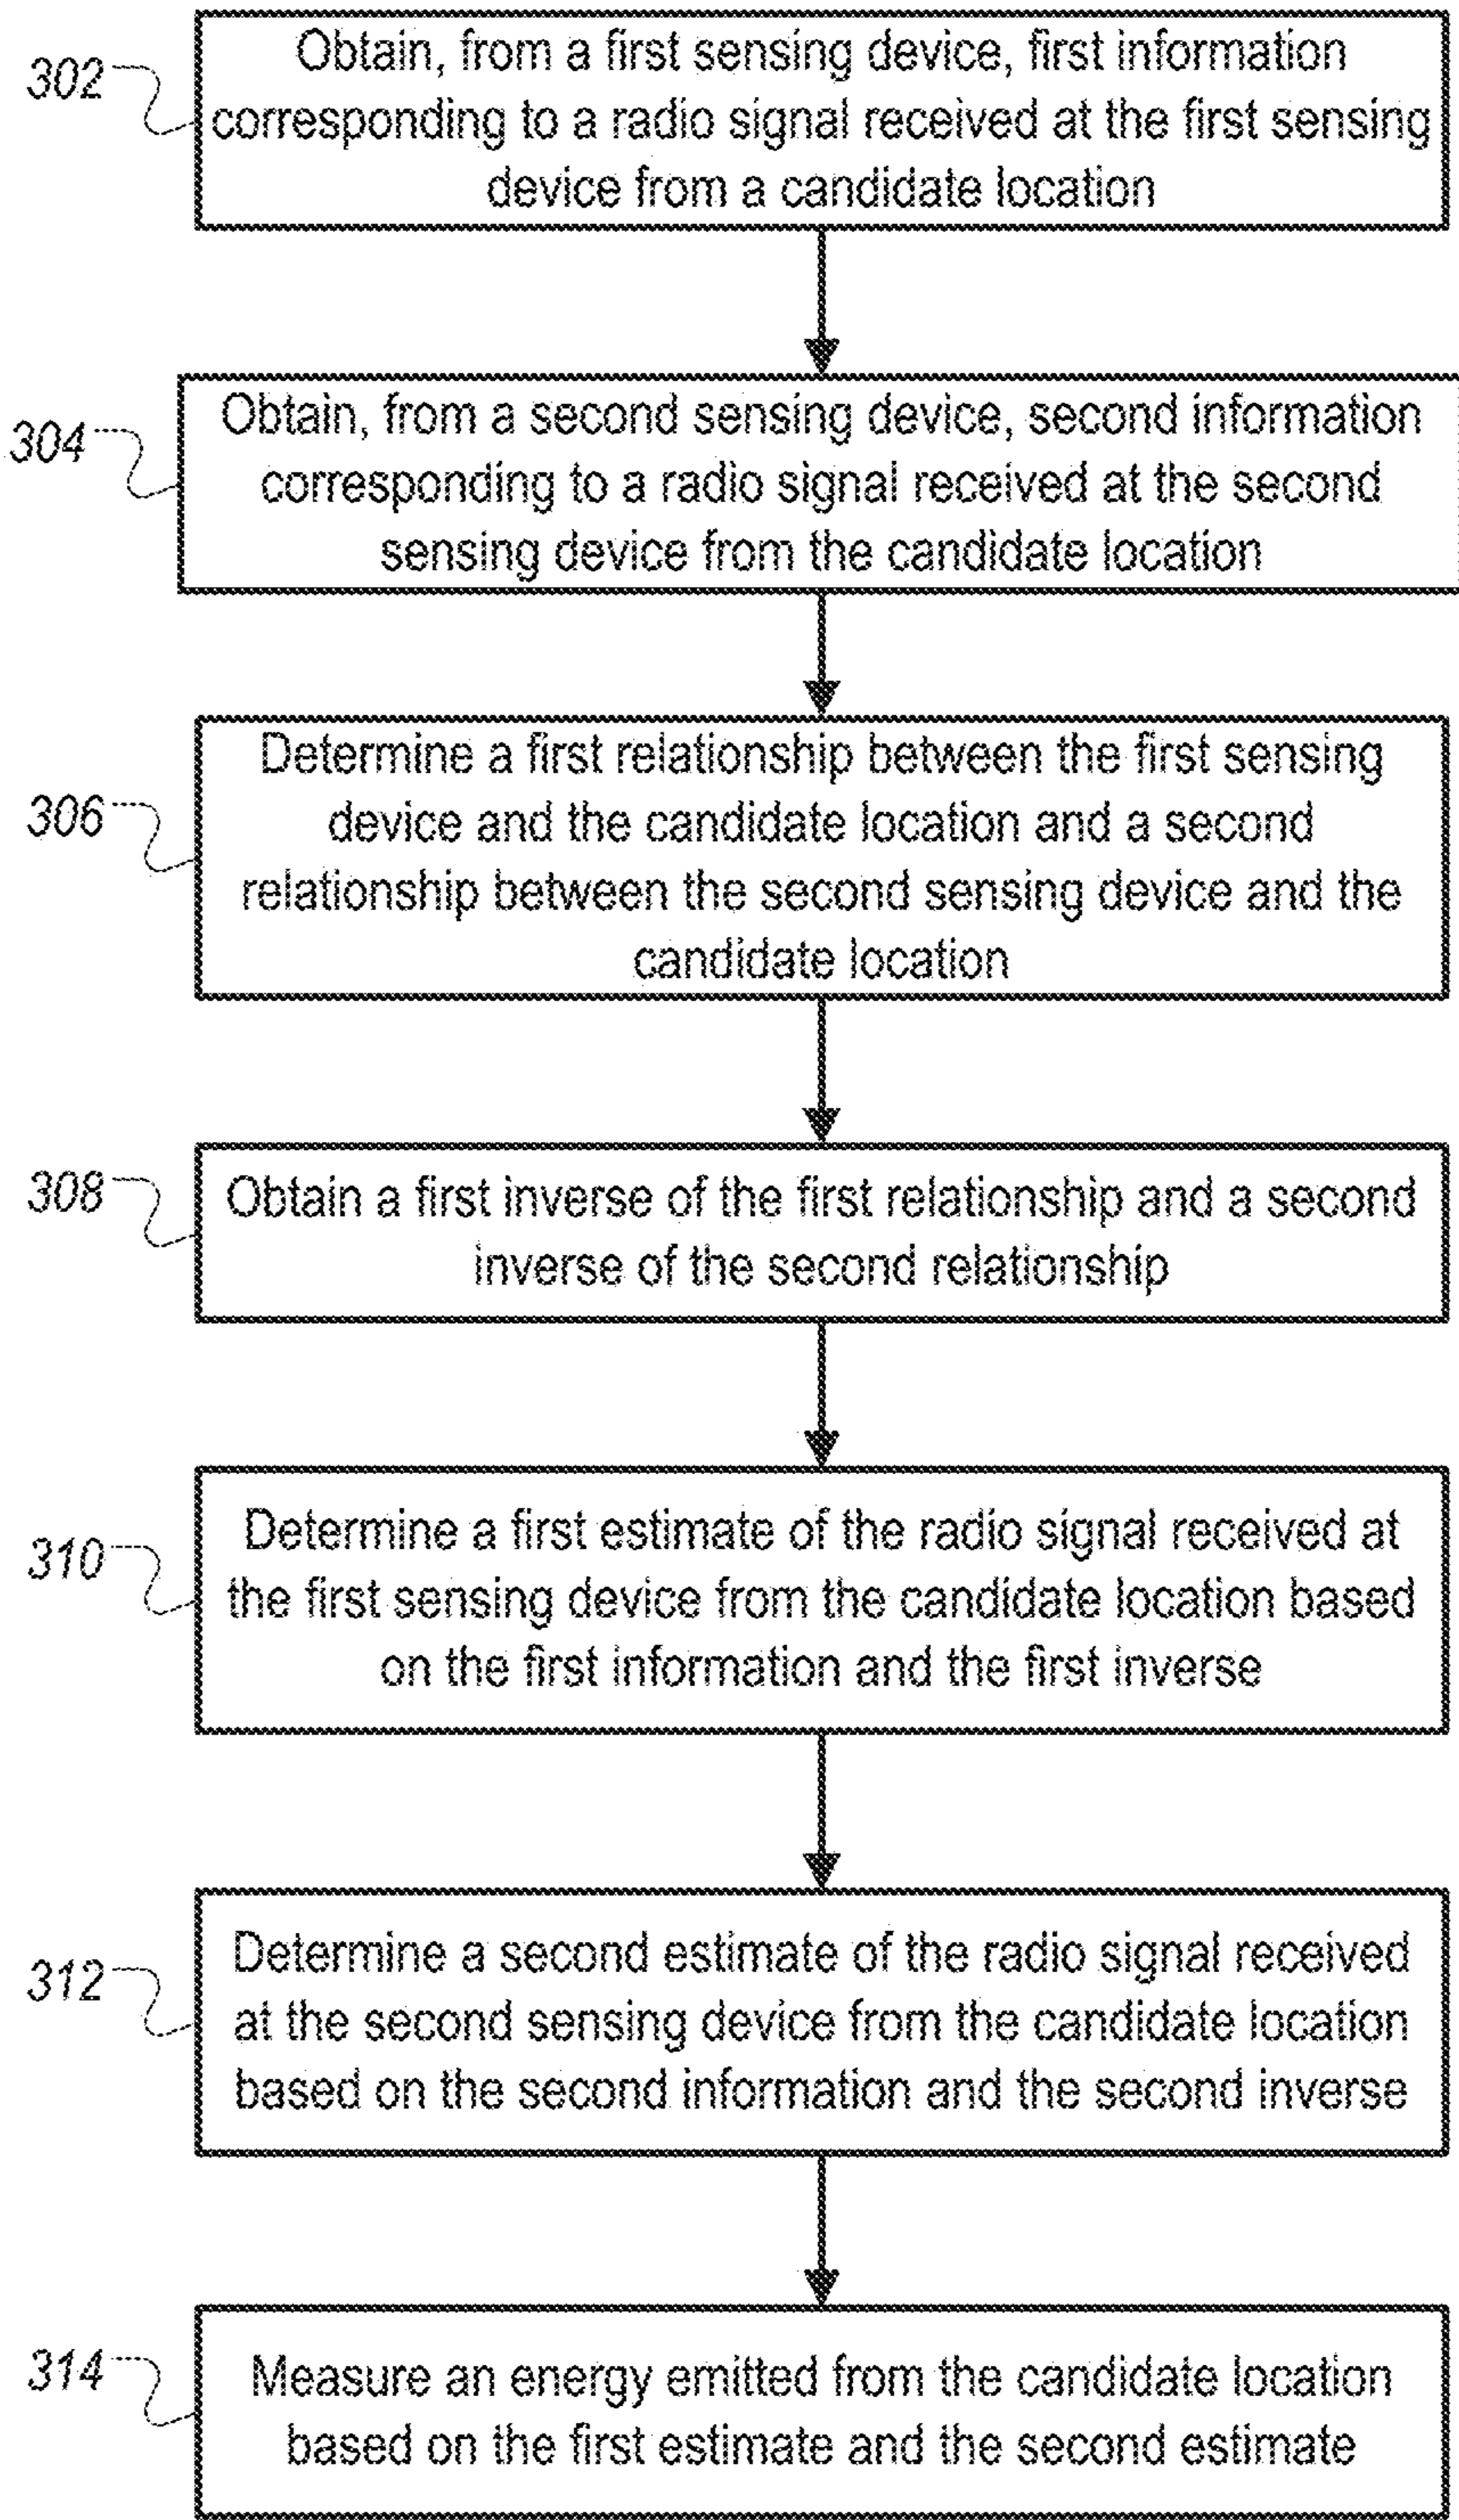 302
Obtain, from a first sensing device, first information
corresponding to a radio signal received at the first sensing
device from a candidate location
304
Obtain, from a second sensing device, second information
corresponding to a radio signal received at the second
sensing device from the candidate location
306
Determine a first relationship between the first sensing
device and the candidate location and a second
relationship between the second sensing device and the
candidate location
308
Obtain a first inverse of the first relationship and a second
inverse of the second relationship
310
Determine a first estimate of the radio signal received at
the first sensing device from the candidate location based
on the first information and the first inverse
312
Determine a second estimate of the radio signal received
at the second sensing device from the candidate location
based on the second information and the second inverse
314
Measure an energy emitted from the candidate location
based on the first estimate and the second estimate